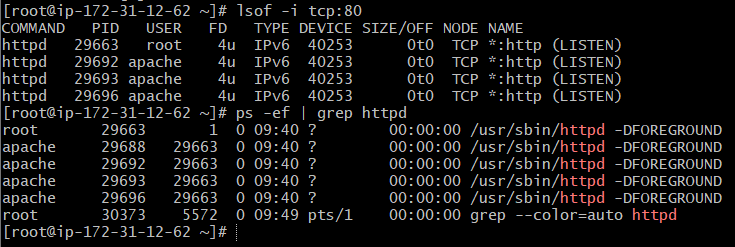 [root@ip-172-31-12-62 ~]# lsof -i tcp:80
COMMAND   PID   USER   FD   TYPE DEVICE SIZE/OFF NODE NAME
httpd   29663   root    4u  IPv6  40253      0t0  TCP *:http (LISTEN)
httpd   29692 apache    4u  IPv6  40253      0t0  TCP *:http (LISTEN)
httpd   29693 apache    4u  IPv6  40253      0t0  TCP *:http (LISTEN)
httpd   29696 apache    4u  IPv6  40253      0t0  TCP *:http (LISTEN)
[root@ip-172-31-12-62 ~]# ps -ef | grep httpd
root     29663     1  0 09:40 ?        00:00:00 /usr/sbin/httpd -DFOREGROUND
apache   29688 29663  0 09:40 ?        00:00:00 /usr/sbin/httpd -DFOREGROUND
apache   29692 29663  0 09:40 ?        00:00:00 /usr/sbin/httpd -DFOREGROUND
apache   29693 29663  0 09:40 ?        00:00:00 /usr/sbin/httpd -DFOREGROUND
apache   29696 29663  0 09:40 ?        00:00:00 /usr/sbin/httpd -DFOREGROUND
root     30373  5572  0 09:49 pts/1    00:00:00 grep --color=auto httpd
[root@ip-172-31-12-62 ~]#